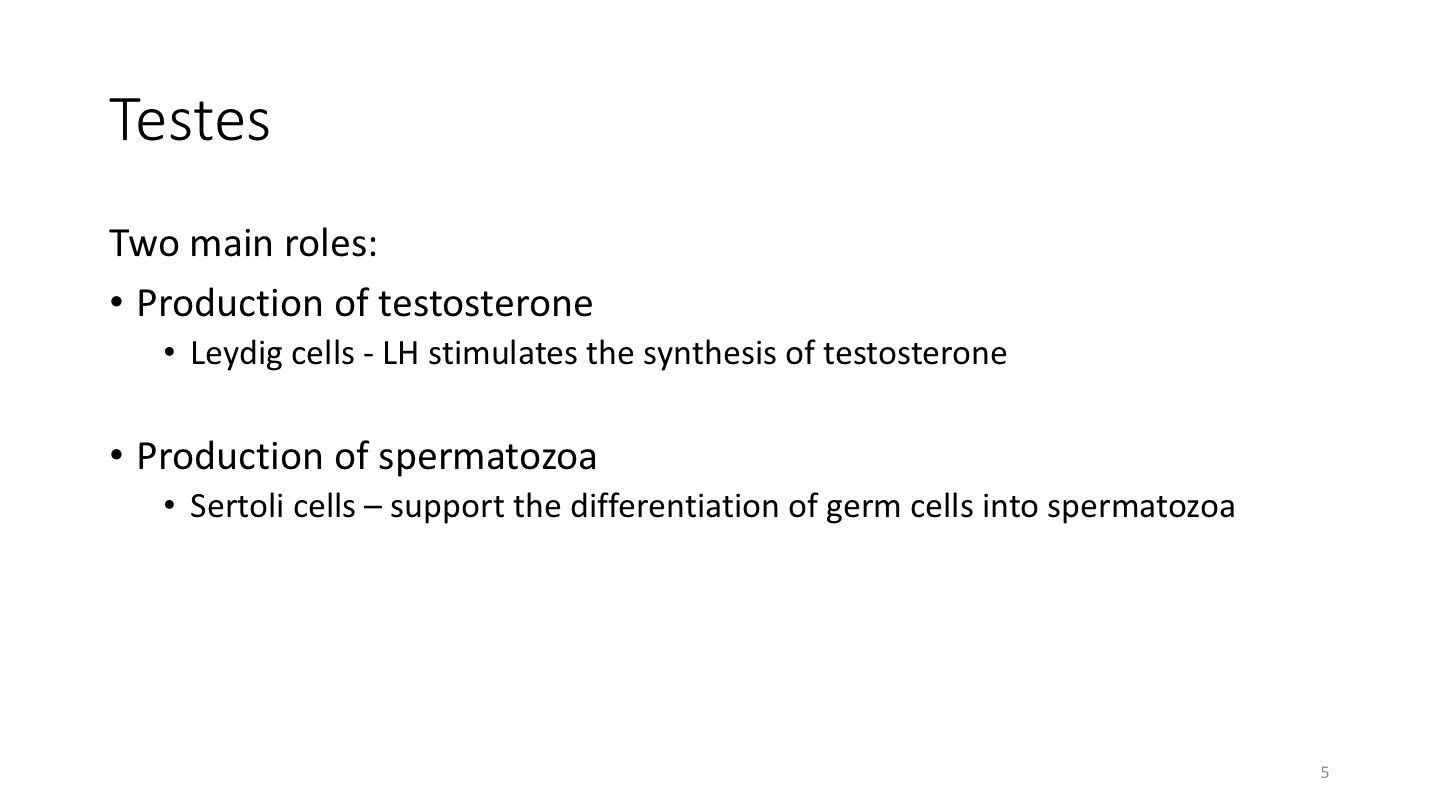 Testes
Two main roles:
• Production of testosterone
• Leydig cells - LH stimulates the synthesis of testosterone
• Production of spermatozoa
• Sertoli cells – support the differentiation of germ cells into spermatozoa
5